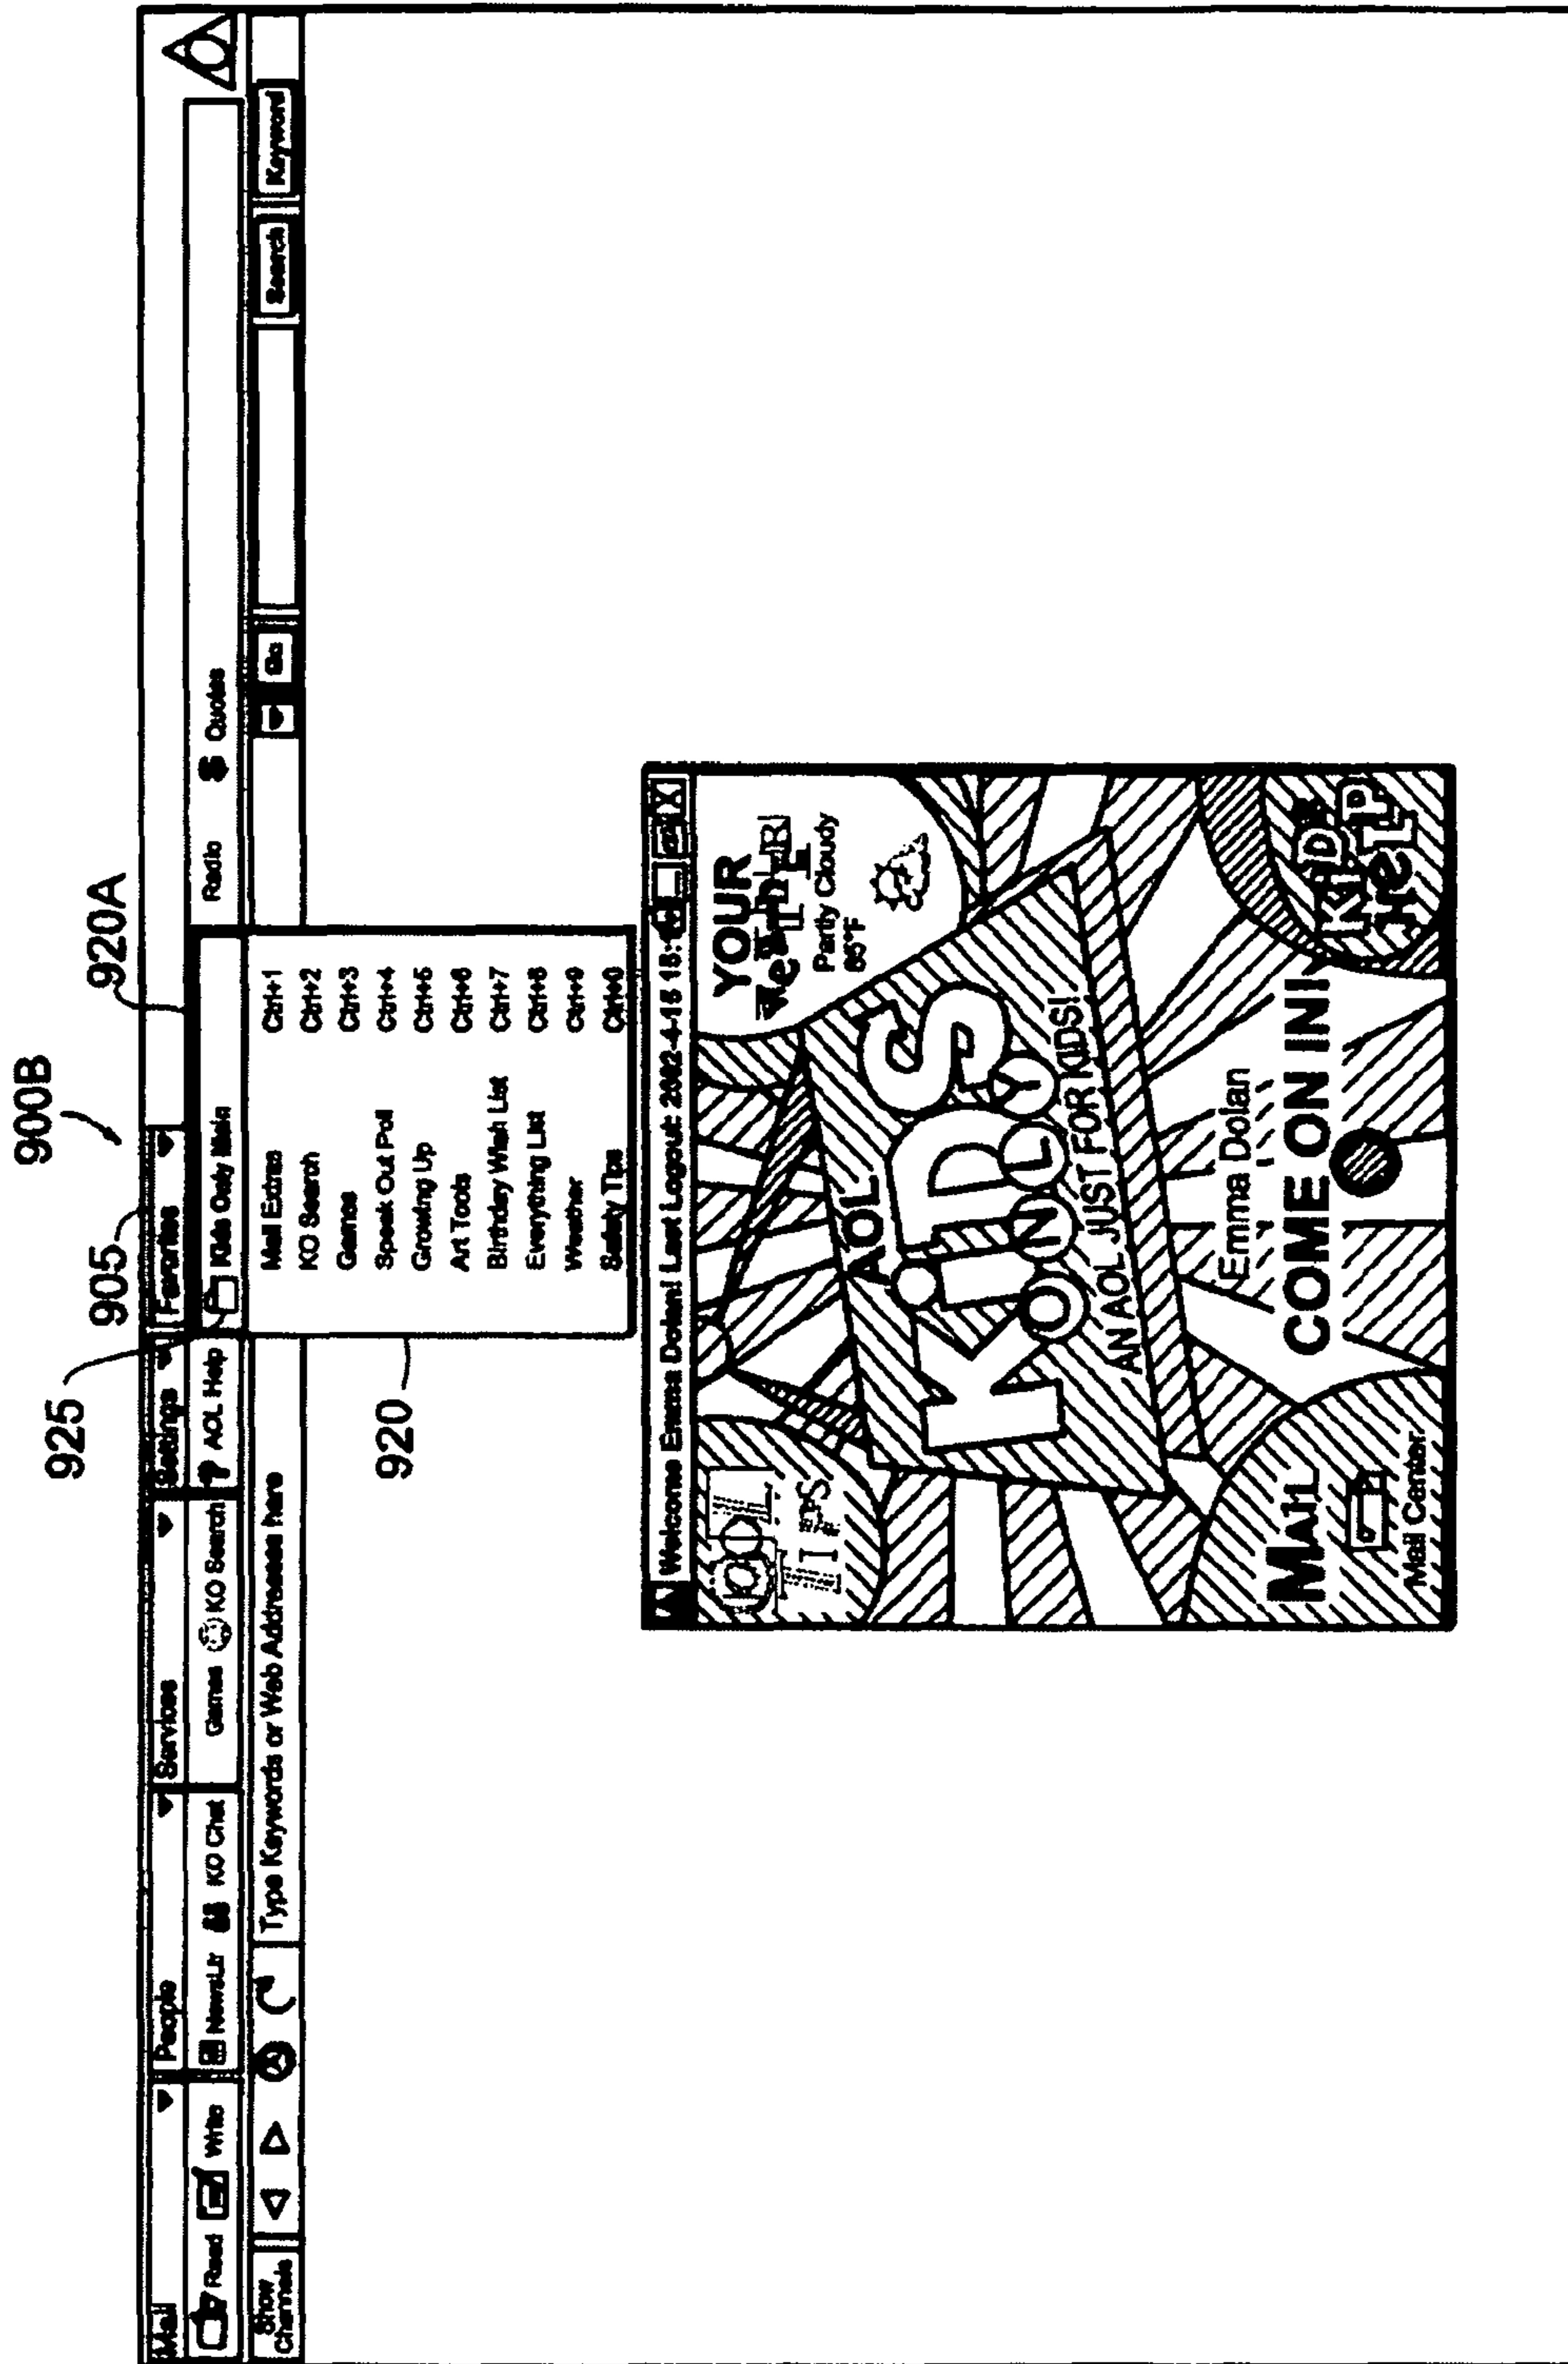 900B
925
905
920A
Mail People Services Settings Favorites
Read Write NewsLtr KO Chat Games KO Search ? AOL Help Kids Only Main Radio $ Quotes
Show Channels Type Keywords or Web Addresses here Go Search Keyword
920
Mail Extras Ctrl+1
KO Search Ctrl+2
Games Ctrl+3
Speak Out Poll Ctrl+4
Growing Up Ctrl+5
Art Tools Ctrl+6
Birthday Wish List Ctrl+7
Everything List Ctrl+8
Weather Ctrl+9
Safety Tips Ctrl+0
Welcome Emma Dolan! Last Logout: 2002-4-15 15:
KOOL
TIPS
YOUR
WeatheR
Partly Cloudy
65°F
AOL
KiDS
ONLY
AN AOL JUST FOR KIDS!
Emma Dolan
COME ON IN!
MAiL
Mail Center
KiDS
HeLP